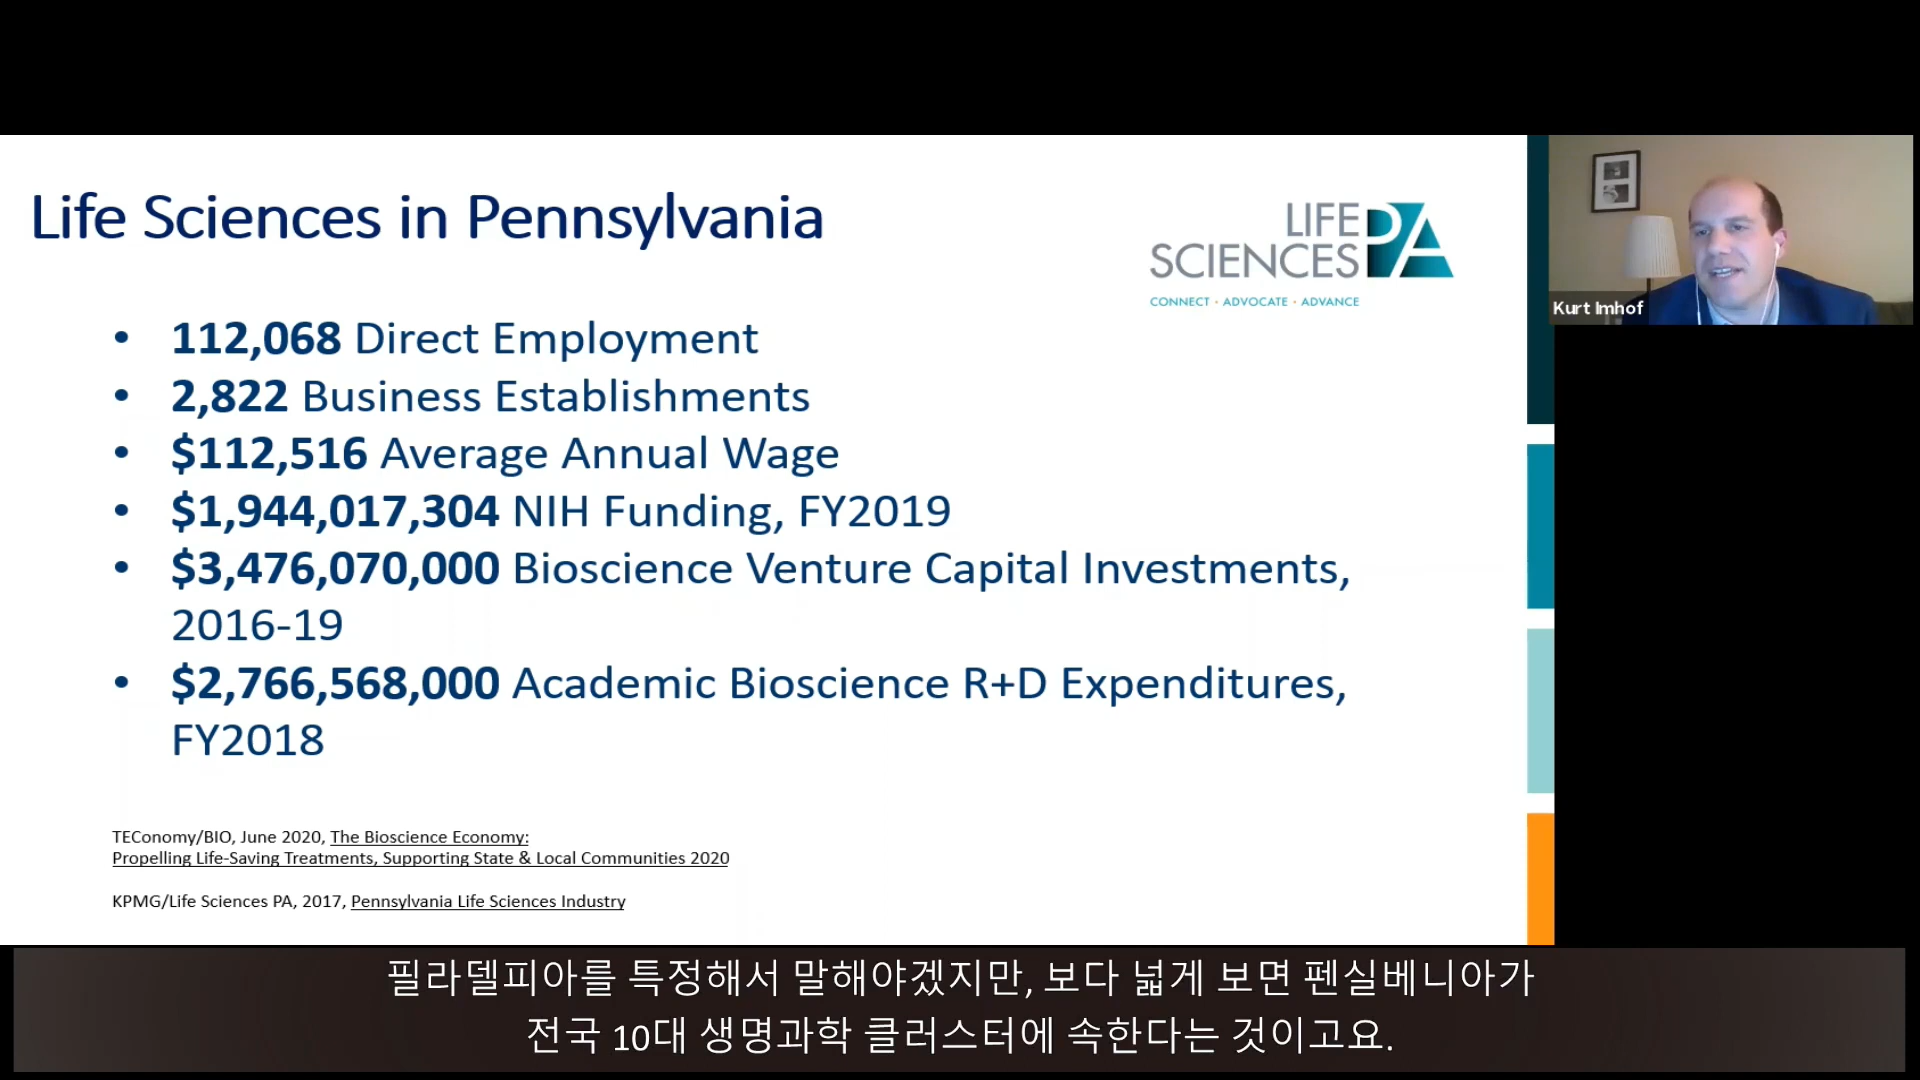 Life Sciences in Pennsylvania
LIFE
SCIENCES PA
CONNECT · ADVOCATE · ADVANCE
Kurt Imhof
• 112,068 Direct Employment
• 2,822 Business Establishments
• $112,516 Average Annual Wage
• $1,944,017,304 NIH Funding, FY2019
• $3,476,070,000 Bioscience Venture Capital Investments,
2016-19
• $2,766,568,000 Academic Bioscience R+D Expenditures,
FY2018
TEConomy/BIO, June 2020, The Bioscience Economy:
Propelling Life-Saving Treatments, Supporting State & Local Communities 2020
KPMG/Life Sciences PA, 2017, Pennsylvania Life Sciences Industry
필라델피아를 특정해서 말해야겠지만, 보다 넓게 보면 펜실베니아가
전국 10대 생명과학 클러스터에 속한다는 것이고요.